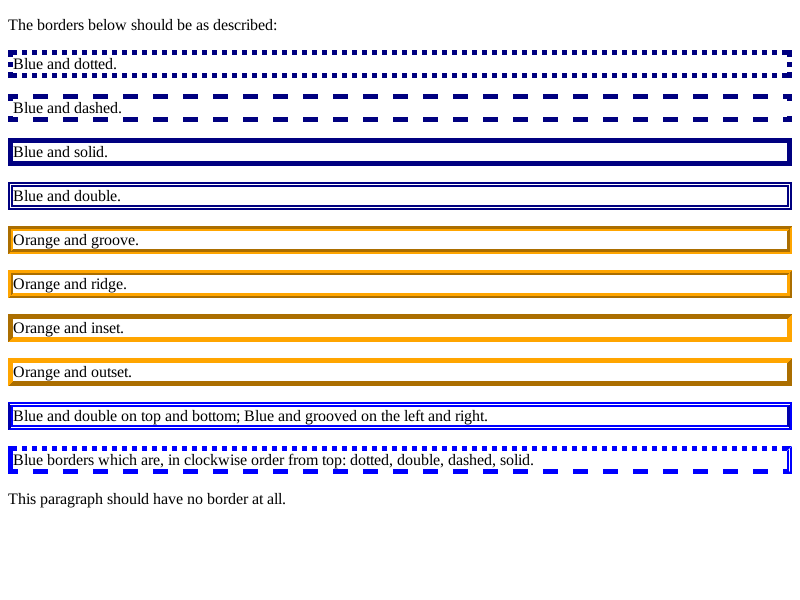 The borders below should be as described:
Blue and dotted.
Blue and dashed.
Blue and solid.
Blue and double.
Orange and groove.
Orange and ridge.
Orange and inset.
Orange and outset.
Blue and double on top and bottom; Blue and grooved on the left and right.
Blue borders which are, in clockwise order from top: dotted, double, dashed, solid.
This paragraph should have no border at all.